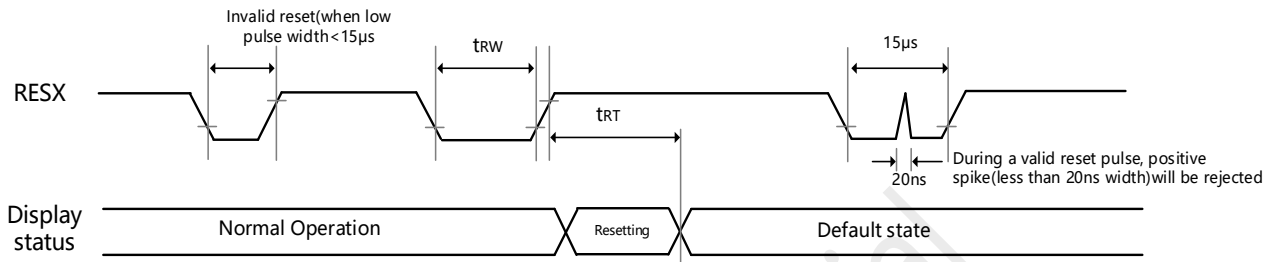 Invalid reset(when low
pulse width<15μs
tRW
15μs
RESX
tRT
20ns
During a valid reset pulse, positive
spike(less than 20ns width)will be rejected
Display
status
Normal Operation
Resetting
Default state